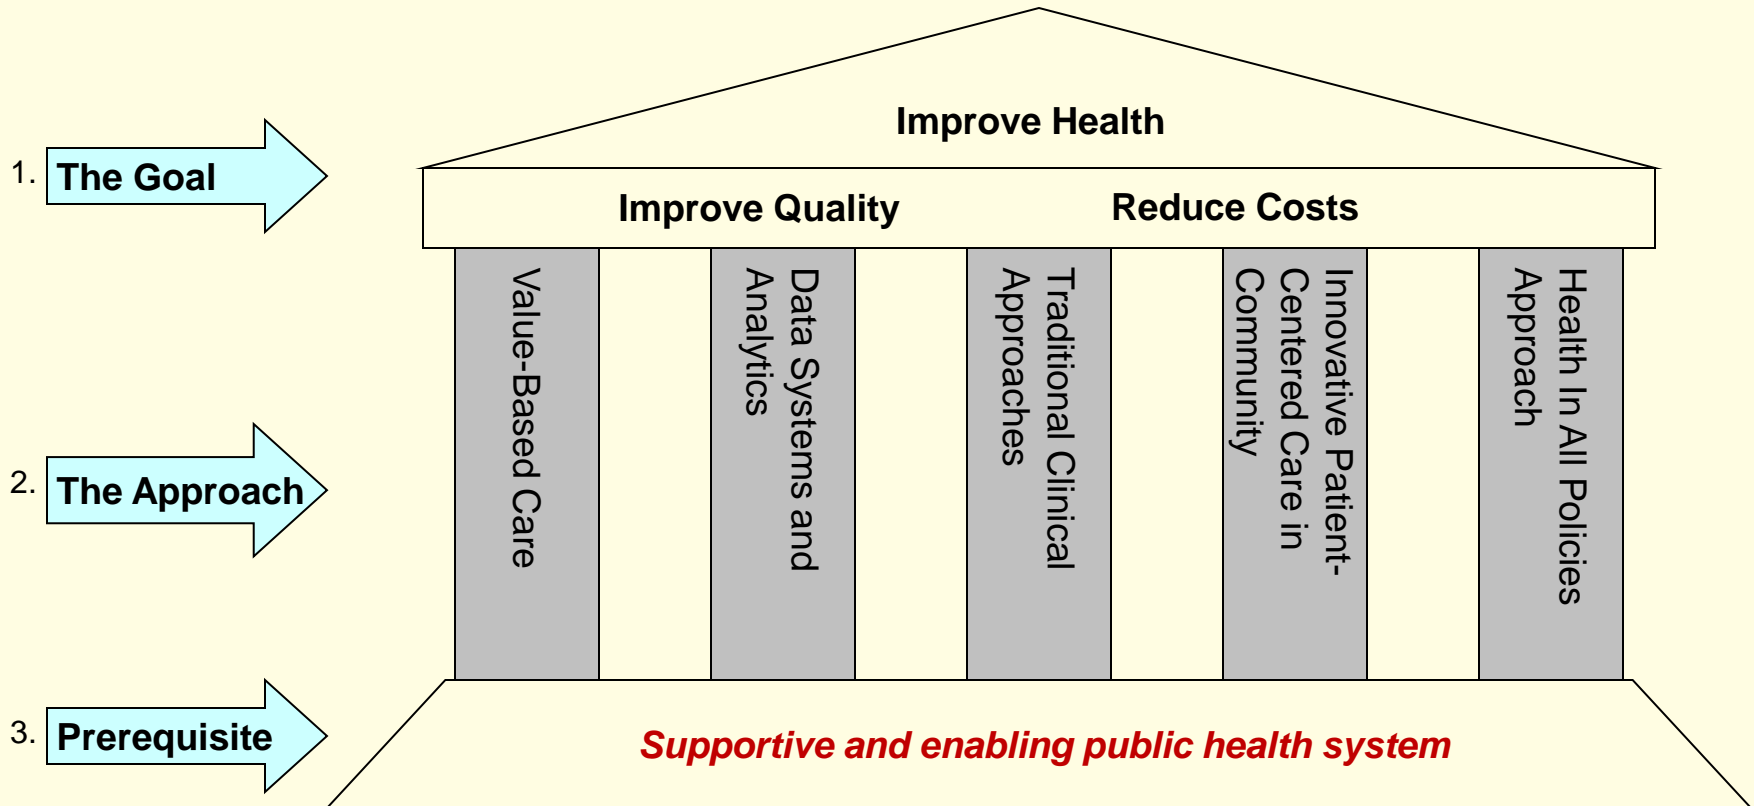 Improve Health
1. The Goal
Improve Quality Reduce Costs
Value-Based Care
Data Systems and
Analytics
Traditional Clinical
Approaches
Innovative Patient-
Centered Care in
Community
Health In All Policies
Approach
2. The Approach
3. Prerequisite
Supportive and enabling public health system